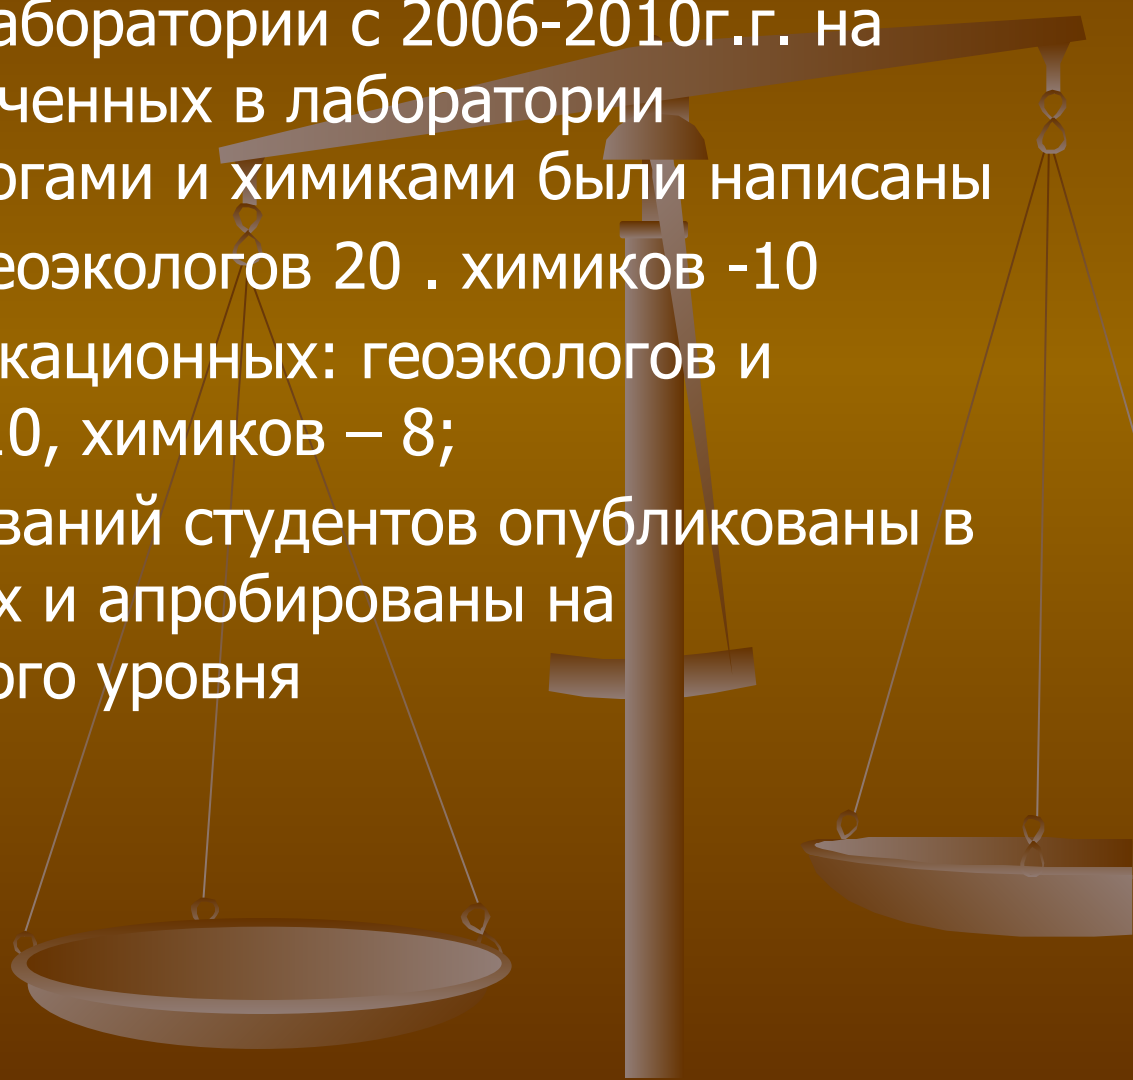 аборатории с 2006-2010г.г. на
ченных в лаборатории
огами и химиками были написаны
еоэкологов 20 . химиков -10
кационных: геоэкологов и
10, химиков – 8;
ваний студентов опубликованы в
х и апробированы на
ого уровня